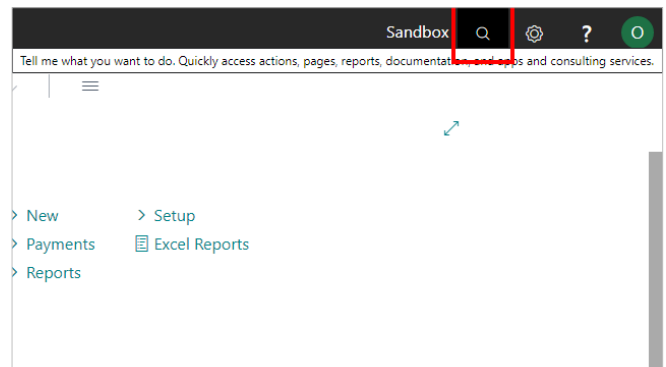 Sandbox ? O
Tell me what you want to do. Quickly access actions, pages, reports, documentation, and apps and consulting services.
New Setup
Payments Excel Reports
Reports